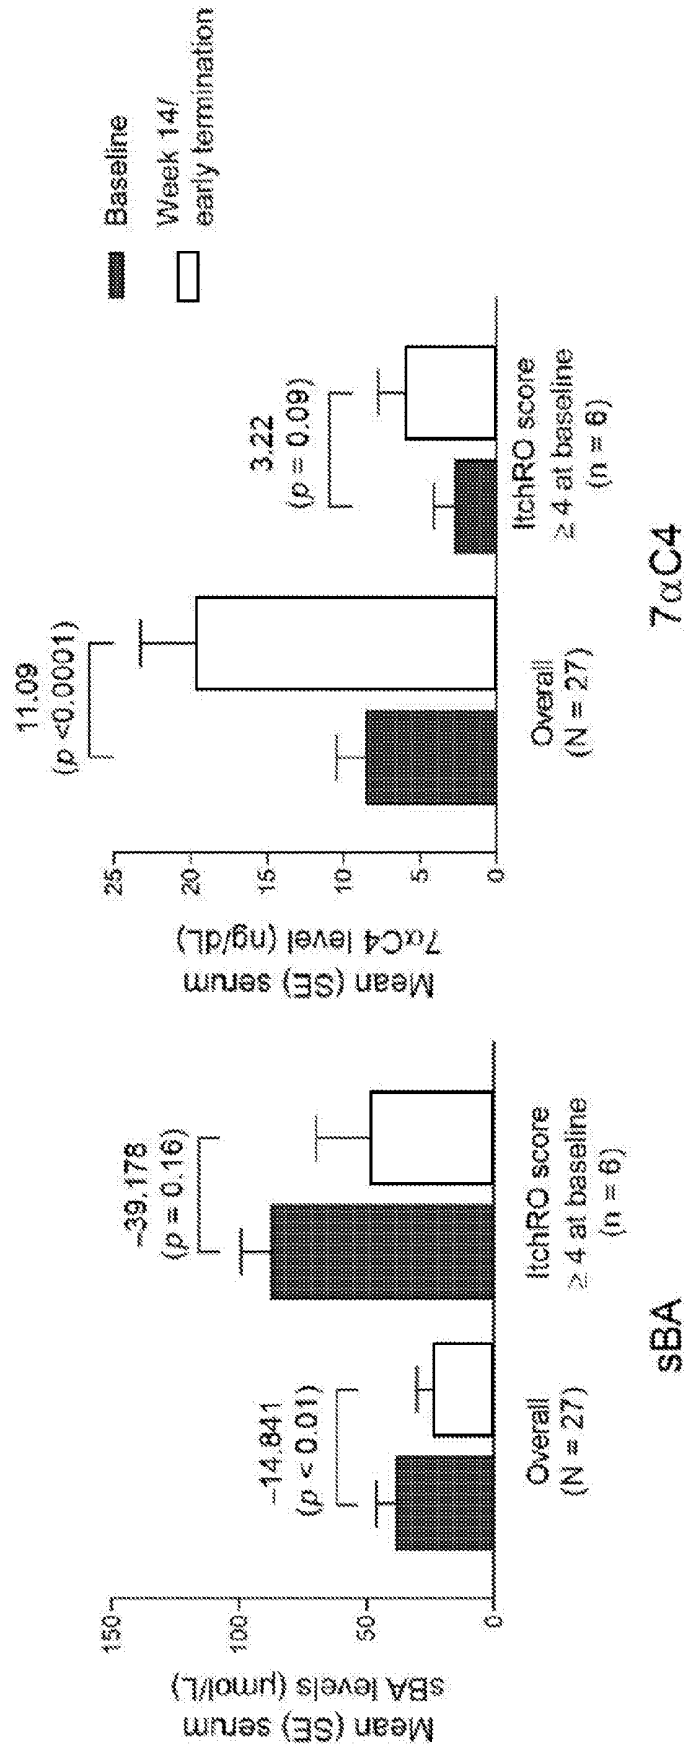 Mean (SE) serum
sBA levels (µmol/L)
150
100
50
0
–14.841
(p < 0.01)
–39.178
(p = 0.16)
Overall
(N = 27)
ItchRO score
≥ 4 at baseline
(n = 6)
sBA
Mean (SE) serum
7αC4 level (ng/dL)
25
20
15
10
5
0
11.09
(p <0.0001)
3.22
(p = 0.09)
Overall
(N = 27)
ItchRO score
≥ 4 at baseline
(n = 6)
7αC4
Baseline
Week 14/
early termination